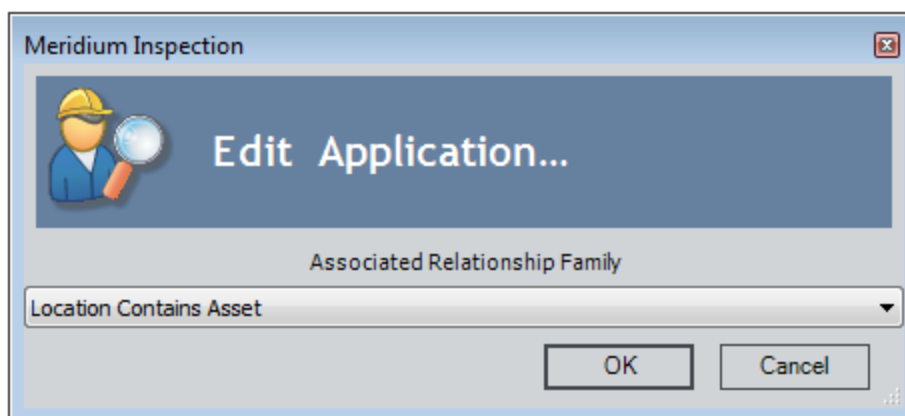 Meridium Inspection
Edit Application...
Associated Relationship Family
Location Contains Asset
OK Cancel